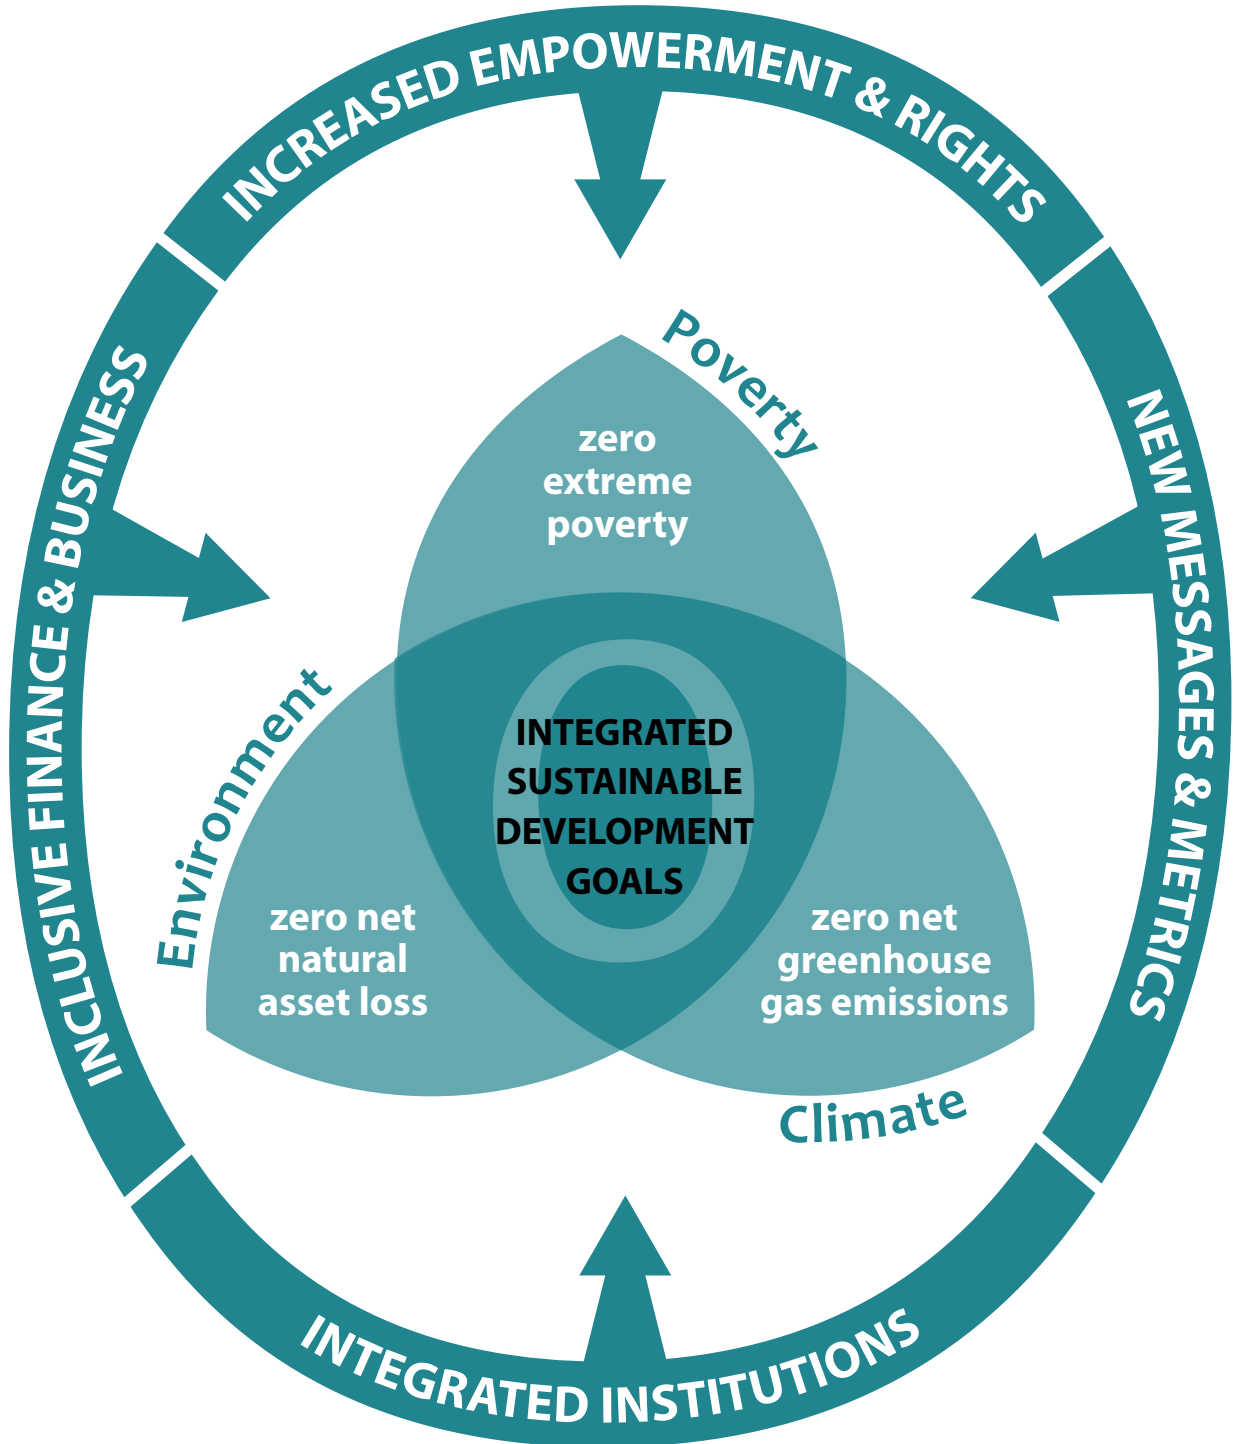 INCREASED EMPOWERMENT & RIGHTS
INCLUSIVE FINANCE & BUSINESS
NEW MESSAGES & METRICS
Poverty
zero
extreme
poverty
Environment
zero net
natural
asset loss
0
INTEGRATED
SUSTAINABLE
DEVELOPMENT
GOALS
zero net
greenhouse
gas emissions
Climate
INTEGRATED INSTITUTIONS